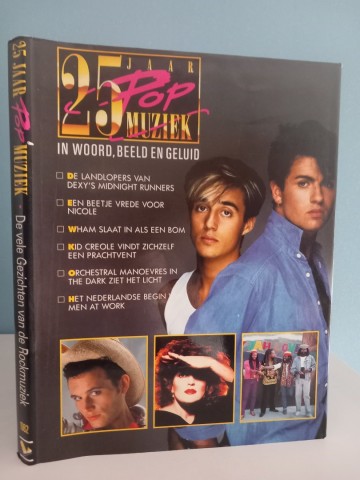 25 JAAR
Pop
MUZIEK
IN WOORD, BEELD EN GELUID
DE LANDLOPERS VAN
DEXY'S MIDNIGHT RUNNERS
EEN BEETJE VREDE VOOR
NICOLE
WHAM SLAAT IN ALS EEN BOM
KID CREOLE VINDT ZICHZELF
EEN PRACHTVENT
ORCHESTRAL MANOEVRES IN
THE DARK ZIET HET LICHT
HET NEDERLANDSE BEGIN
MEN AT WORK
25 JAAR Pop MUZIEK - De vele Gezichten van de Rockmuziek
1982